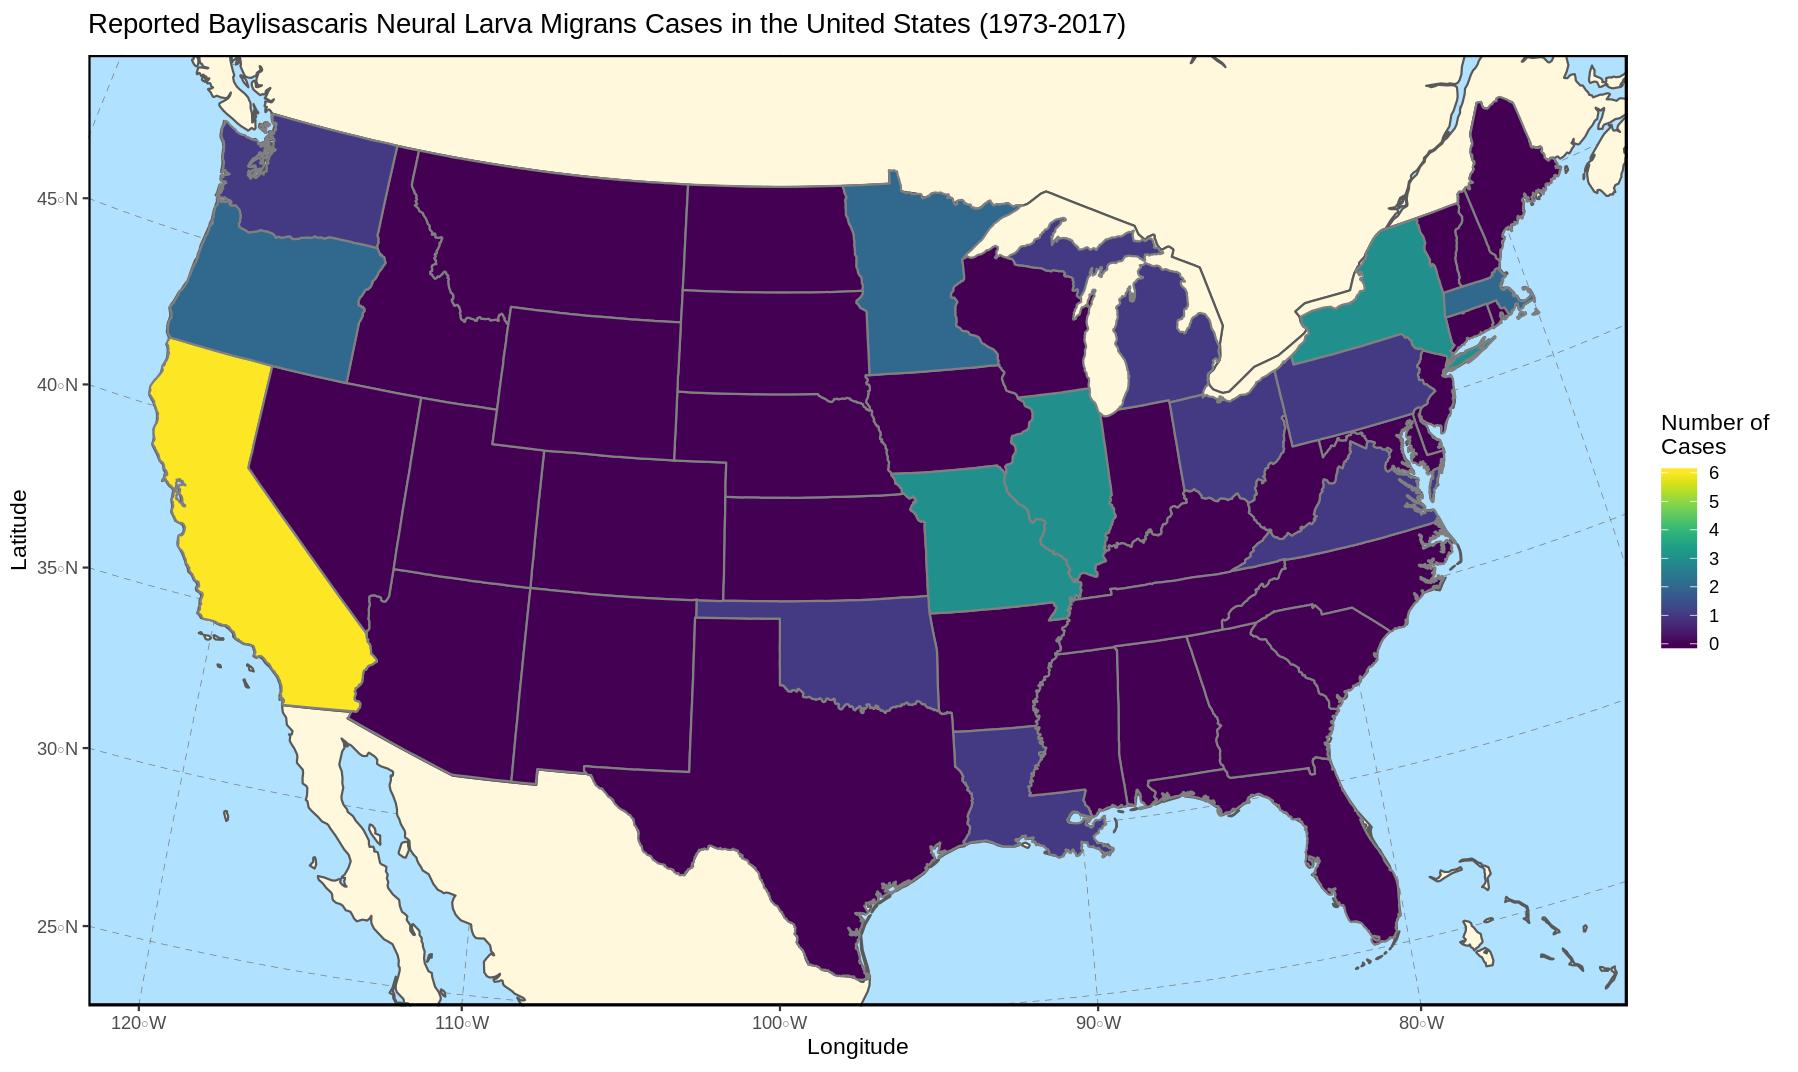 Reported Baylisascaris Neural Larva Migrans Cases in the United States (1973-2017)
45◦N
40◦N
35◦N
30◦N
25◦N
Latitude
120◦W
110◦W
100◦W
90◦W
80◦W
Longitude
Number of
Cases
6
5
4
3
2
1
0